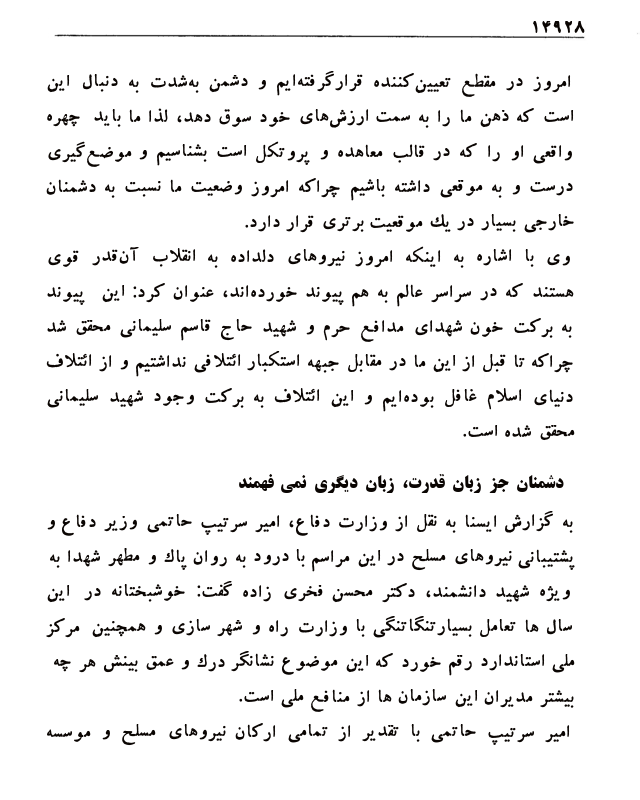 ۱۴۹۲۸
امروز در مقطع تعیین‌کننده قرارگرفته‌ایم و دشمن به‌شدت به دنبال این
است که ذهن ما را به سمت ارزش‌های خود سوق دهد، لذا ما باید چهره
واقعی او را که در قالب معاهده و پروتکل است بشناسیم و موضع‌گیری
درست و به موقعی داشته باشیم چراکه امروز وضعیت ما نسبت به دشمنان
خارجی بسیار در یك موقعیت برتری قرار دارد.
وی با اشاره به اینکه امروز نیروهای دلداده به انقلاب آن‌قدر قوی
هستند که در سراسر عالم به هم پیوند خورده‌اند، عنوان کرد: این پیوند
به برکت خون شهدای مدافع حرم و شهید حاج قاسم سلیمانی محقق شد
چراکه تا قبل از این ما در مقابل جبهه استکبار ائتلافی نداشتیم و از ائتلاف
دنیای اسلام غافل بوده‌ایم و این ائتلاف به برکت وجود شهید سلیمانی
محقق شده است.
دشمنان جز زبان قدرت، زبان دیگری نمی فهمند
به گزارش ایسنا به نقل از وزارت دفاع، امیر سرتیپ حاتمی وزیر دفاع و
پشتیبانی نیروهای مسلح در این مراسم با درود به روان پاك و مطهر شهدا به
ویژه شهید دانشمند، دکتر محسن فخری زاده گفت: خوشبختانه در این
سال ها تعامل بسیارتنگاتنگی با وزارت راه و شهر سازی و همچنین مرکز
ملی استاندارد رقم خورد که این موضوع نشانگر درك و عمق بینش هر چه
بیشتر مدیران این سازمان ها از منافع ملی است.
امیر سرتیپ حاتمی با تقدیر از تمامی ارکان نیروهای مسلح و موسسه